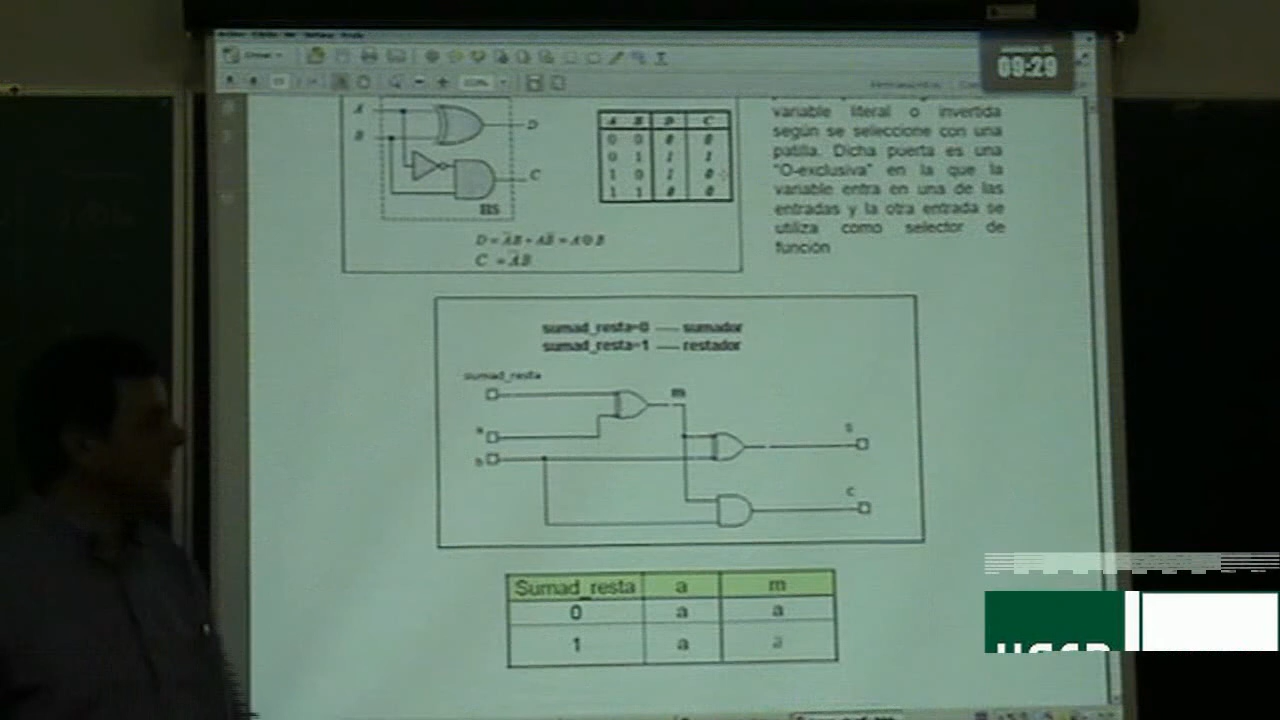 09:29
variable literal o invertida
según se seleccione con una
patilla. Dicha puerta es una
"O-exclusiva" en la que la
variable entra en una de las
entradas y la otra entrada se
utiliza como selector de
función
A
B
D
C
HS
A B D C
0 0 0 0
0 1 1 1
1 0 1 0
1 1 0 0
D = A̅B + AB̅ = A⊕B
C = A̅B
sumad_resta=0 — sumador
sumad_resta=1 — restador
sumad_resta
m
a
b
S
C
Sumad_resta a m
0 a a
1 a